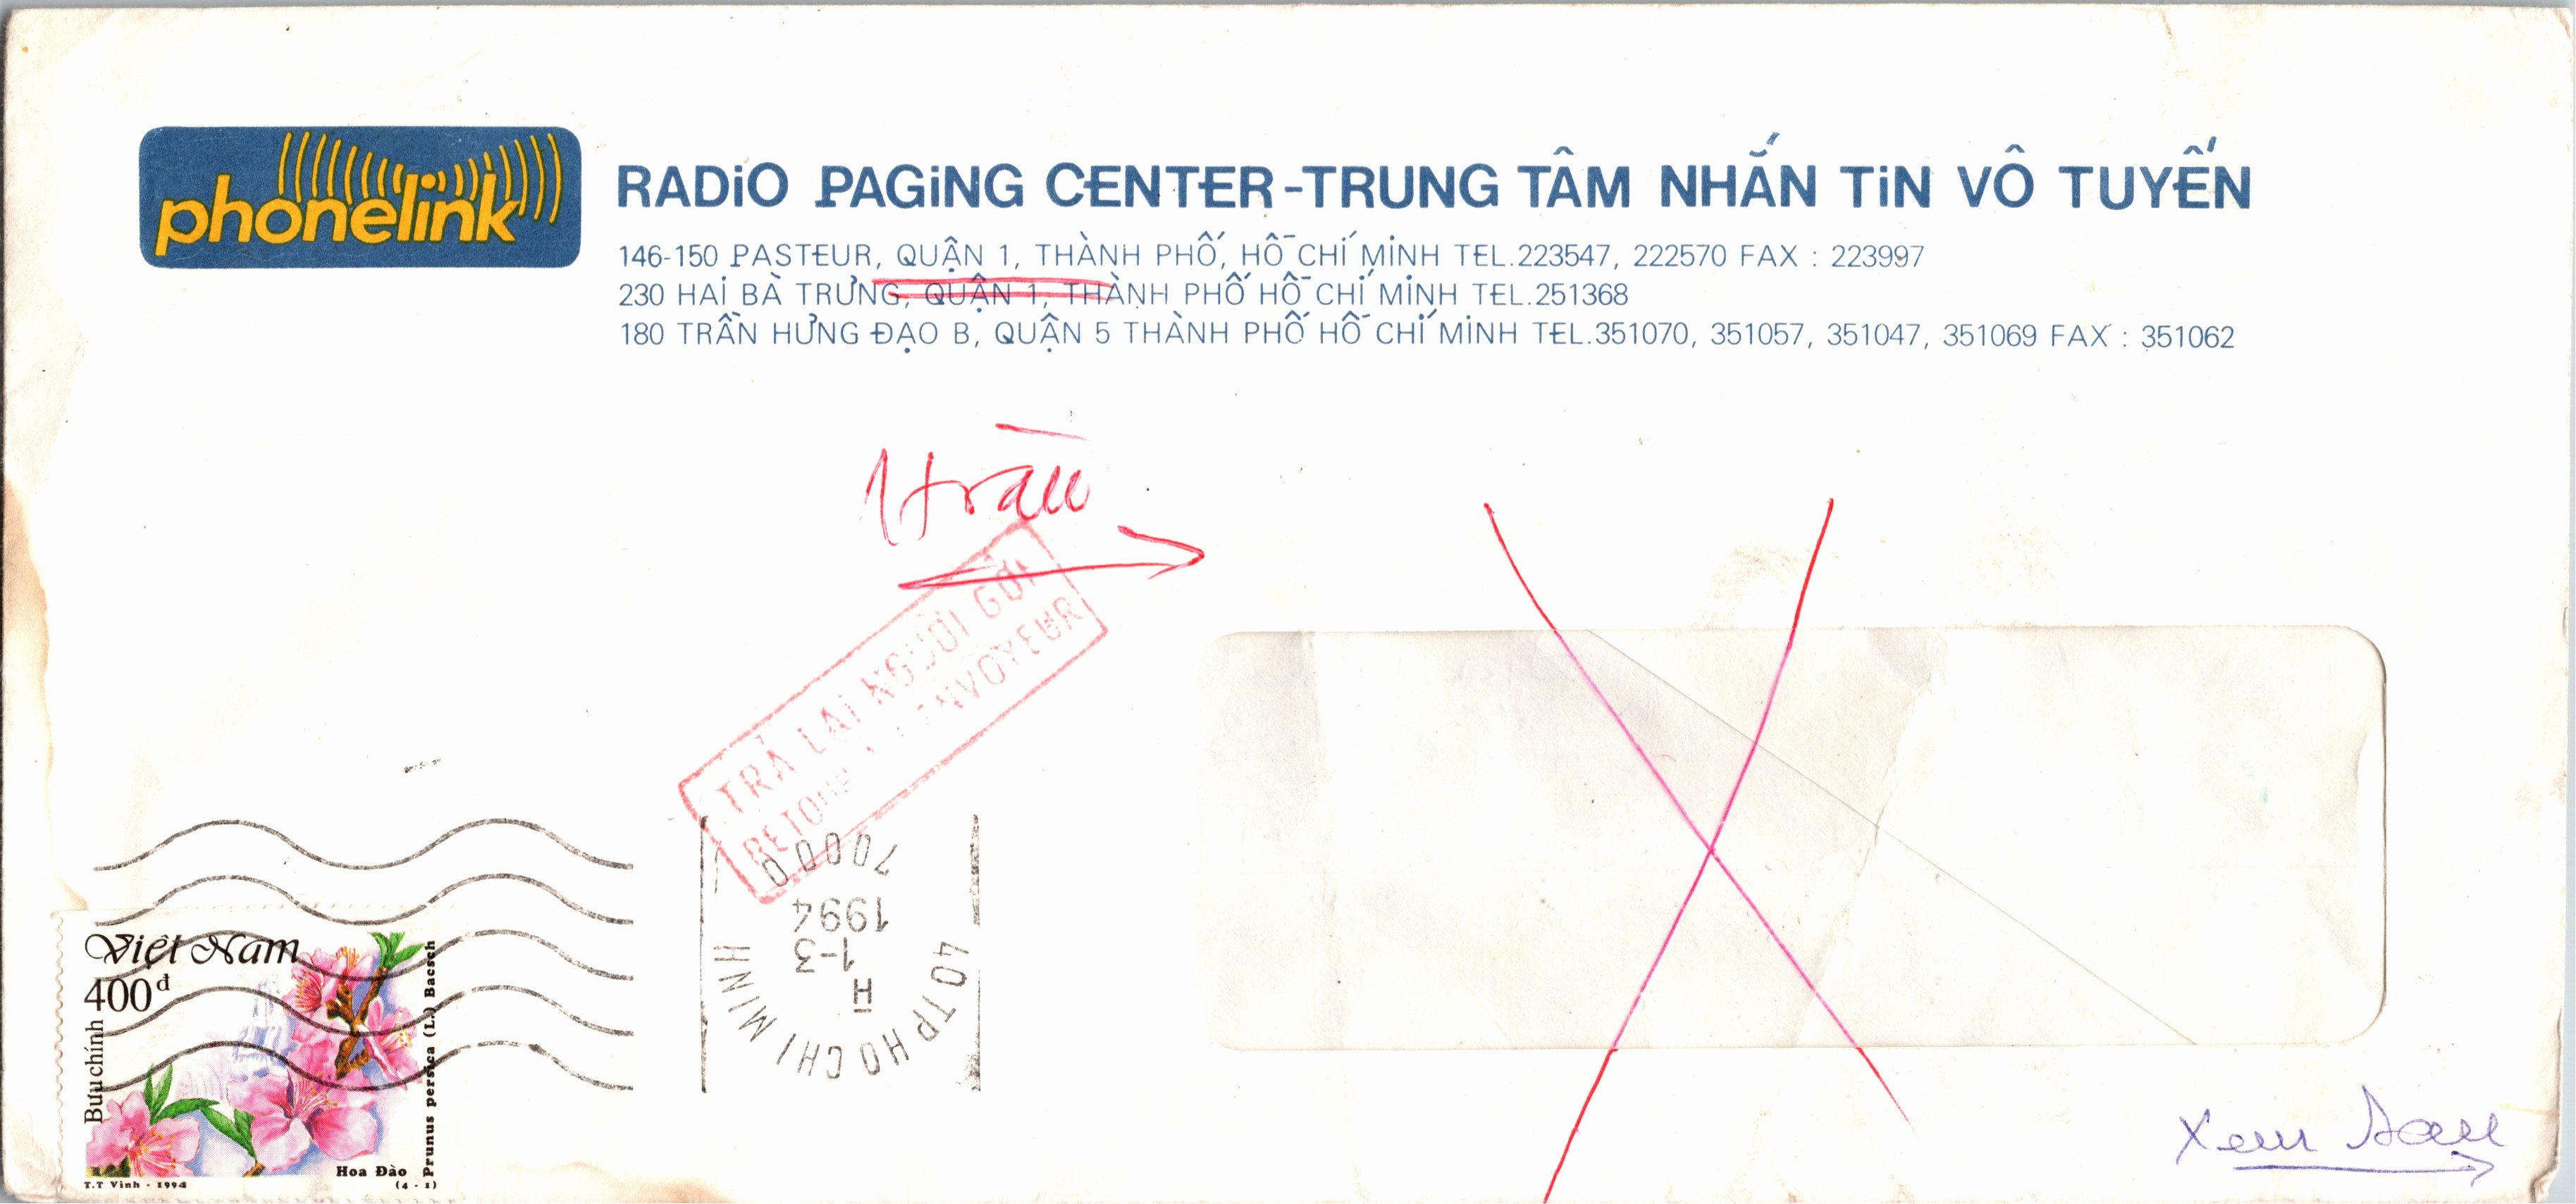 phonelink
RADiO PAGiNG CENTER-TRUNG TÂM NHẮN TiN VÔ TUYẾN
146-150 PASTEUR, QUẬN 1, THÀNH PHỐ, HỒ CHÍ MiNH TEL.223547, 222570 FAX : 223997
230 HAi BÀ TRƯNG, QUẬN 1, THÀNH PHỐ HỒ CHÍ MiNH TEL.251368
180 TRẦN HƯNG ĐẠO B, QUẬN 5 THÀNH PHỐ HỒ CHÍ MiNH TEL.351070, 351057, 351047, 351069 FAX : 351062
TRẢ LẠI NGƯỜI GỞI
RETOUR ENVOYEUR
70000
1994
1-3
H
40 TP HO CHI MINH
Việt Nam
400đ
Bưu chính
Prunus persica (L.) Bacsch
Hoa Đào
T.T Vinh - 1994
(4 - 1)
Xem sau